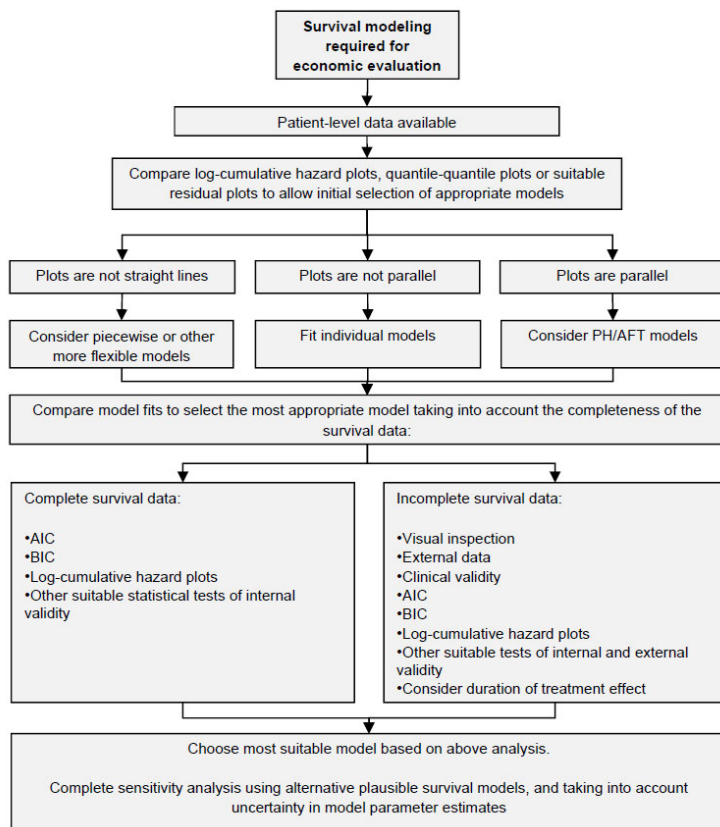 Survival modeling
required for
economic evaluation
Patient-level data available
Compare log-cumulative hazard plots, quantile-quantile plots or suitable
residual plots to allow initial selection of appropriate models
Plots are not straight lines
Plots are not parallel
Plots are parallel
Consider piecewise or other
more flexible models
Fit individual models
Consider PH/AFT models
Compare model fits to select the most appropriate model taking into account the completeness of the
survival data:
Complete survival data:
•AIC
•BIC
•Log-cumulative hazard plots
•Other suitable statistical tests of internal
validity
Incomplete survival data:
•Visual inspection
•External data
•Clinical validity
•AIC
•BIC
•Log-cumulative hazard plots
•Other suitable tests of internal and external
validity
•Consider duration of treatment effect
Choose most suitable model based on above analysis.
Complete sensitivity analysis using alternative plausible survival models, and taking into account
uncertainty in model parameter estimates